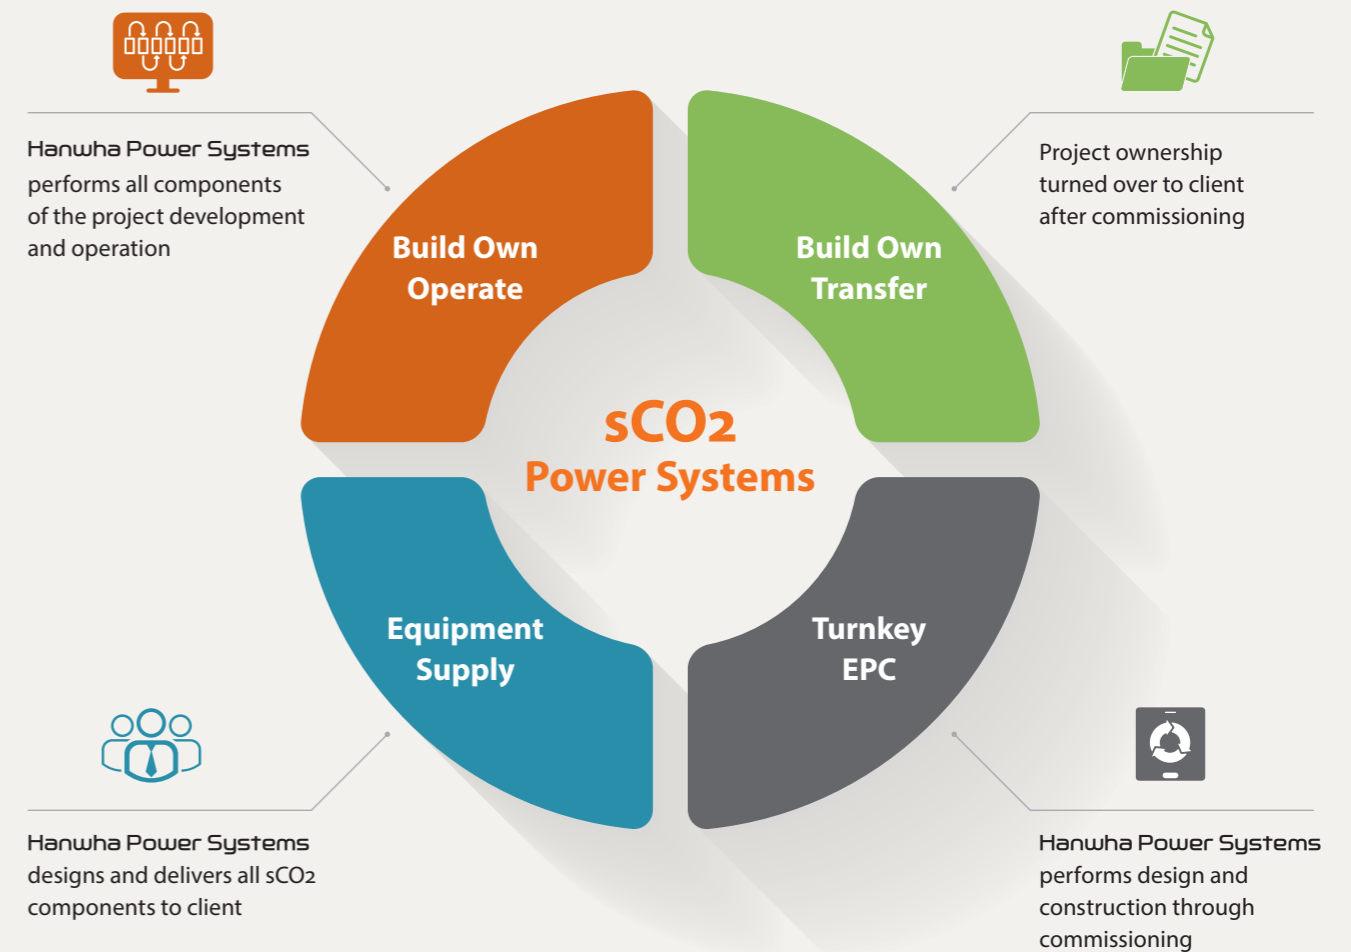 Hanwha Power Systems
performs all components
of the project development
and operation
Project ownership
turned over to client
after commissioning
Build Own
Operate
Build Own
Transfer
sCO2
Power Systems
Equipment
Supply
Turnkey
EPC
Hanwha Power Systems
designs and delivers all sCO2
components to client
Hanwha Power Systems
performs design and
construction through
commissioning